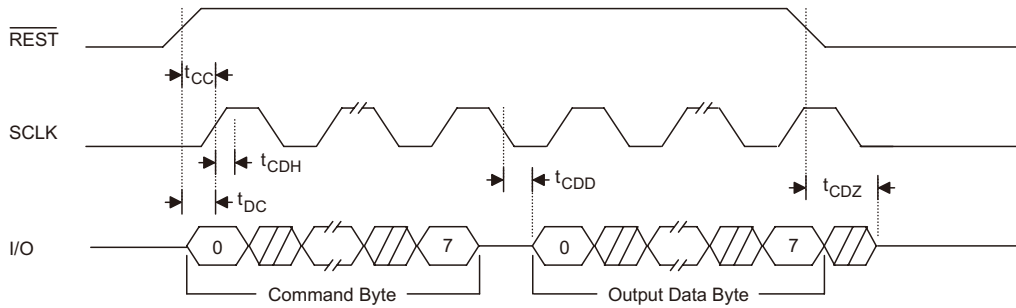 REST
tCC
SCLK
tCDH
tCDD
tCDZ
tDC
I/O
0
7
0
7
Command Byte
Output Data Byte